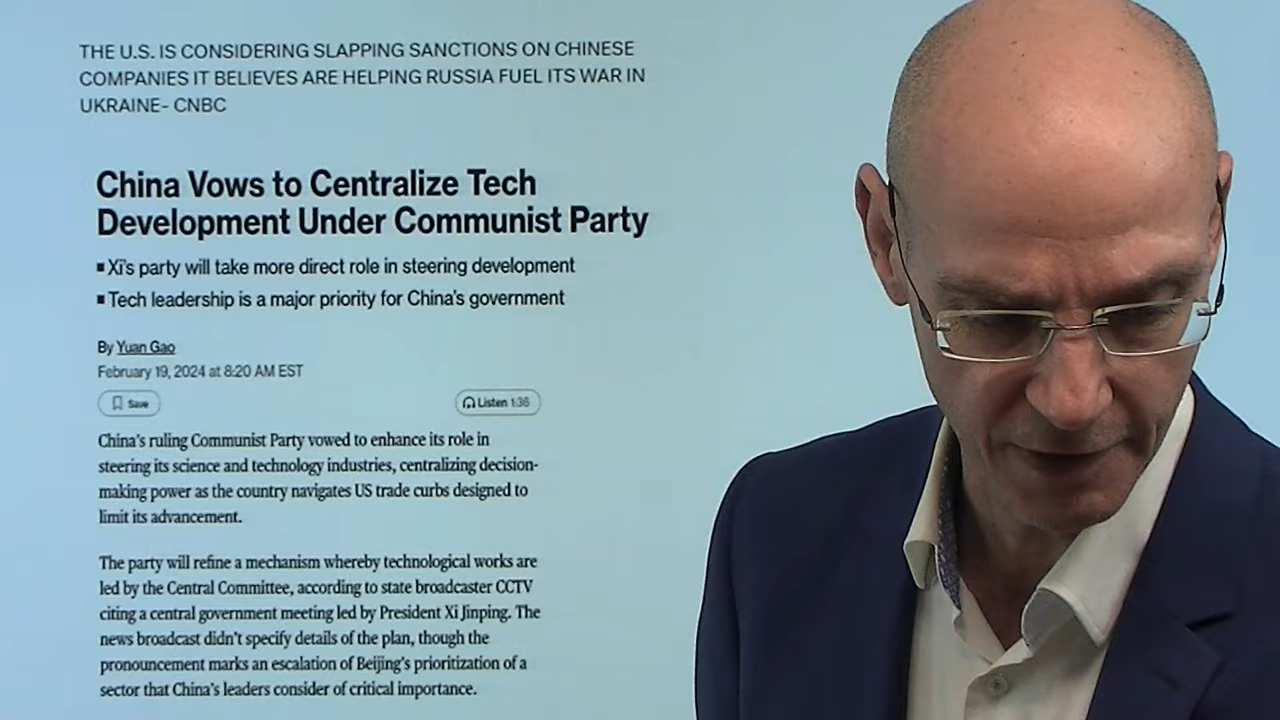 THE U.S. IS CONSIDERING SLAPPING SANCTIONS ON CHINESE
COMPANIES IT BELIEVES ARE HELPING RUSSIA FUEL ITS WAR IN
UKRAINE- CNBC
China Vows to Centralize Tech
Development Under Communist Party
▪ Xi's party will take more direct role in steering development
▪ Tech leadership is a major priority for China's government
By Yuan Gao
February 19, 2024 at 8:20 AM EST
Save
Listen 1:36
China's ruling Communist Party vowed to enhance its role in
steering its science and technology industries, centralizing decision-
making power as the country navigates US trade curbs designed to
limit its advancement.
The party will refine a mechanism whereby technological works are
led by the Central Committee, according to state broadcaster CCTV
citing a central government meeting led by President Xi Jinping. The
news broadcast didn't specify details of the plan, though the
pronouncement marks an escalation of Beijing's prioritization of a
sector that China's leaders consider of critical importance.